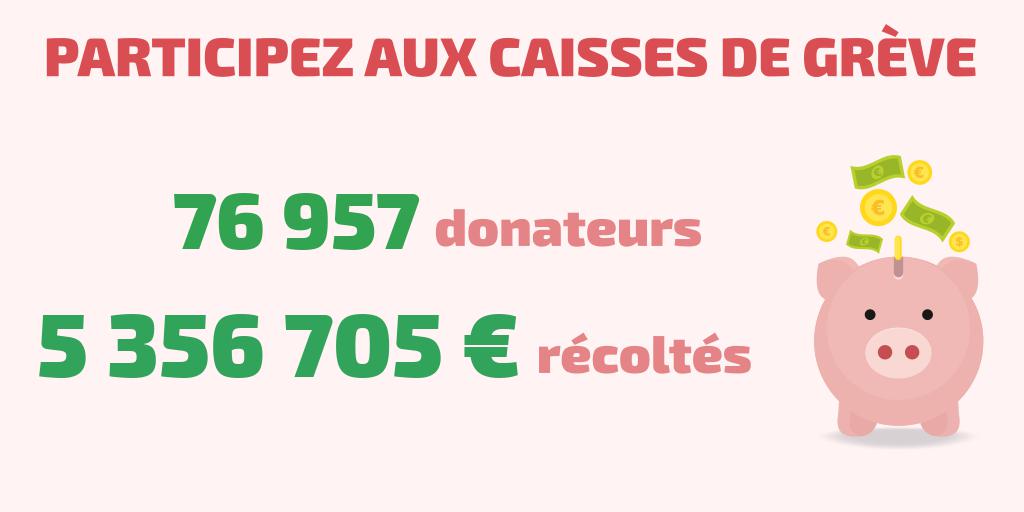 PARTICIPEZ AUX CAISSES DE GRÈVE
76 957 donateurs
5 356 705 € récoltés